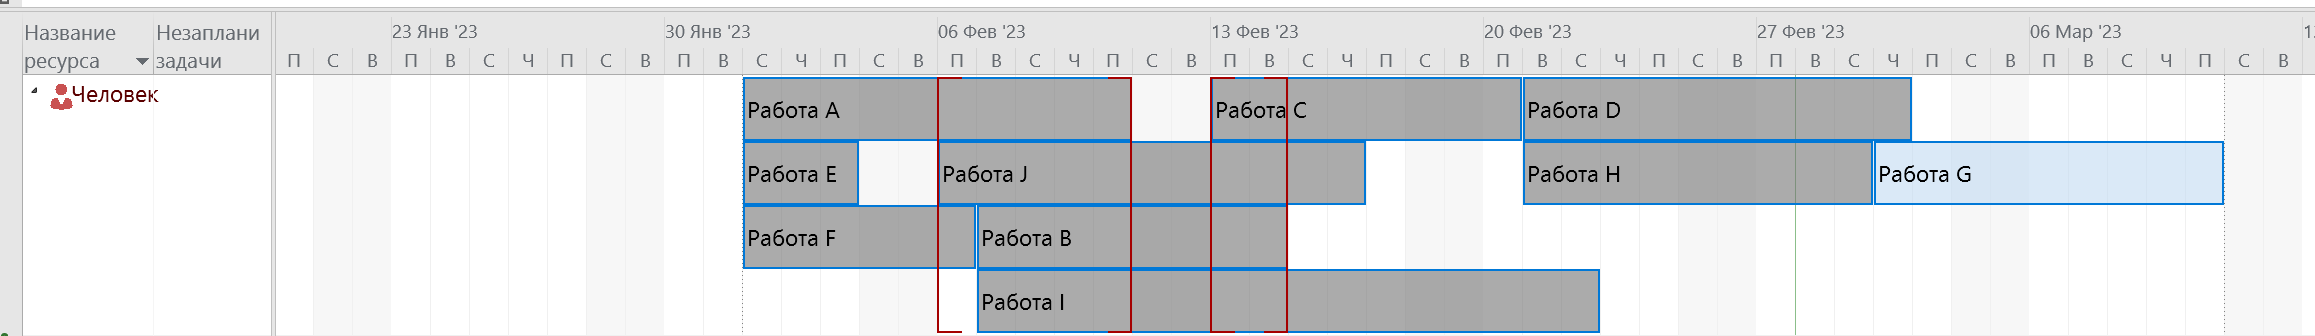 Название Незаплани 23 Янв '23 30 Янв '23 06 Фев '23 13 Фев '23 20 Фев '23 27 Фев '23 06 Мар '23
ресурса задачи П С В П В С Ч П С В П В С Ч П С В П В С Ч П С В П В С Ч П С В П В С Ч П С В П В С Ч П С В П В С Ч П С В
Человек
Работа A Работа C Работа D
Работа E Работа J Работа H Работа G
Работа F Работа B
Работа I